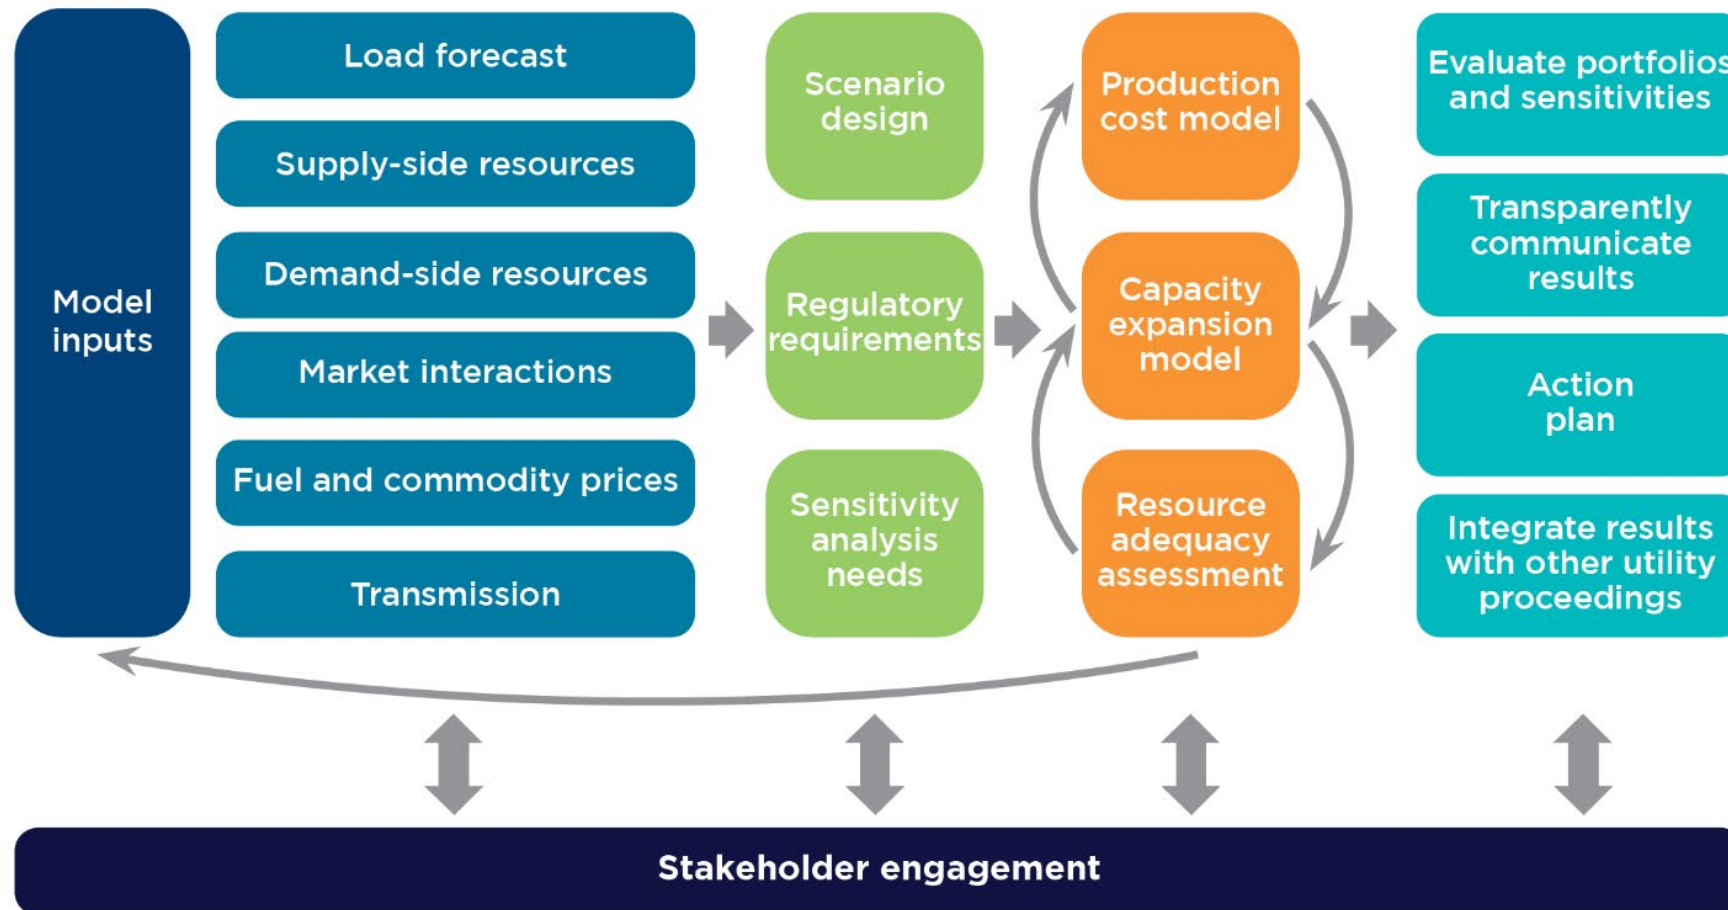 Model
inputs
Load forecast
Supply-side resources
Demand-side resources
Market interactions
Fuel and commodity prices
Transmission
Scenario
design
Regulatory
requirements
Sensitivity
analysis
needs
Production
cost model
Capacity
expansion
model
Resource
adequacy
assessment
Evaluate portfolios
and sensitivities
Transparently
communicate
results
Action
plan
Integrate results
with other utility
proceedings
Stakeholder engagement